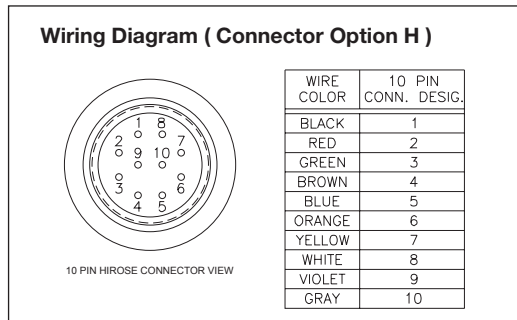 Wiring Diagram ( Connector Option H )
1 8
2 7
9 10
3 6
4 5
10 PIN HIROSE CONNECTOR VIEW
WIRE COLOR 10 PIN CONN. DESIG.
BLACK 1
RED 2
GREEN 3
BROWN 4
BLUE 5
ORANGE 6
YELLOW 7
WHITE 8
VIOLET 9
GRAY 10